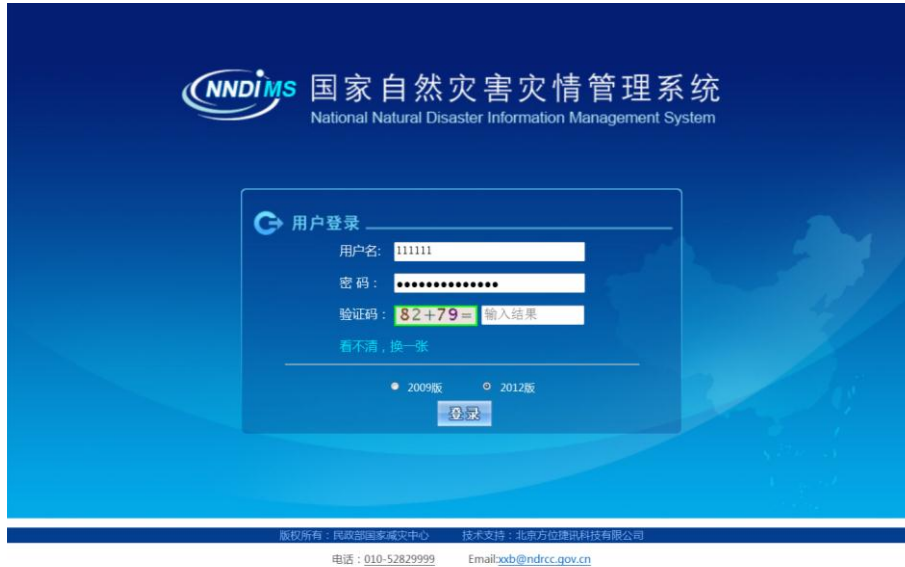 NNDiMS 国家自然灾害灾情管理系统
National Natural Disaster Information Management System
用户登录
用户名: 111111
密 码： ●●●●●●●●●●●●●●
验证码： 82+79= 输入结果
看不清，换一张
2009版 2012版
登录
版权所有：民政部国家减灾中心 技术支持：北京方位捷讯科技有限公司
电话：010-52829999 Email:xxb@ndrcc.gov.cn